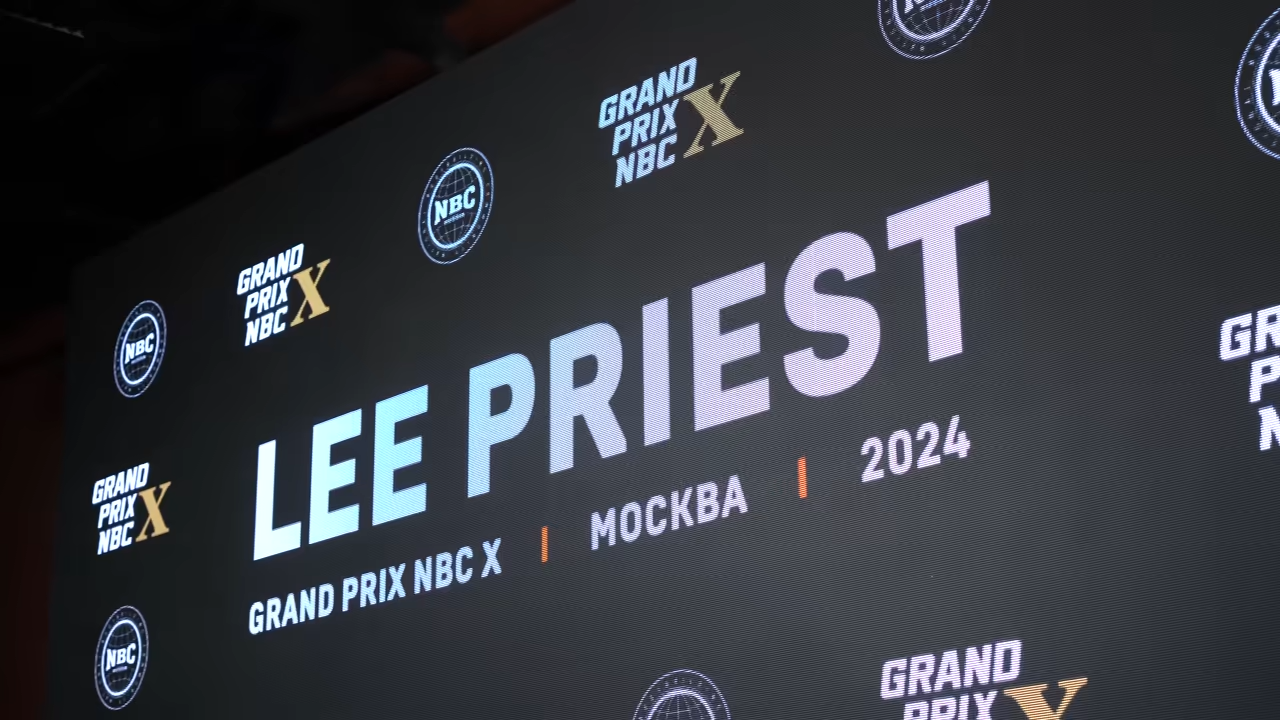 GRAND
PRIX X
NBC
NBC
GRAND
PRIX X
NBC
NBC
LEE PRIEST
GRAND PRIX NBC X | МОСКВА | 2024
GRAND
PRIX X
NBC
NBC
GRAND
PRIX X